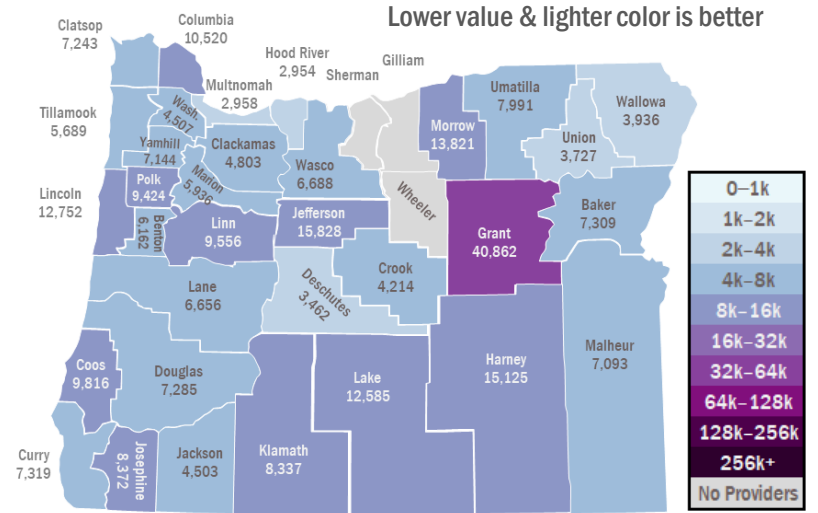 Lower value & lighter color is better
Clatsop
7,243
Columbia
10,520
Multnomah
2,958
Hood River
2,954
Sherman
Gilliam
Tillamook
5,689
Wash.
4,507
Yamhill
7,144
Clackamas
4,803
Marion
5,936
Polk
9,424
Lincoln
12,752
Benton
6,162
Linn
9,556
Wasco
6,688
Jefferson
15,828
Wheeler
Morrow
13,821
Umatilla
7,991
Union
3,727
Wallowa
3,936
Grant
40,862
Baker
7,309
Lane
6,656
Deschutes
3,462
Crook
4,214
Coos
9,816
Douglas
7,285
Curry
7,319
Josephine
8,372
Jackson
4,503
Klamath
8,337
Lake
12,585
Harney
15,125
Malheur
7,093
0–1k
1k–2k
2k–4k
4k–8k
8k–16k
16k–32k
32k–64k
64k–128k
128k–256k
256k+
No Providers